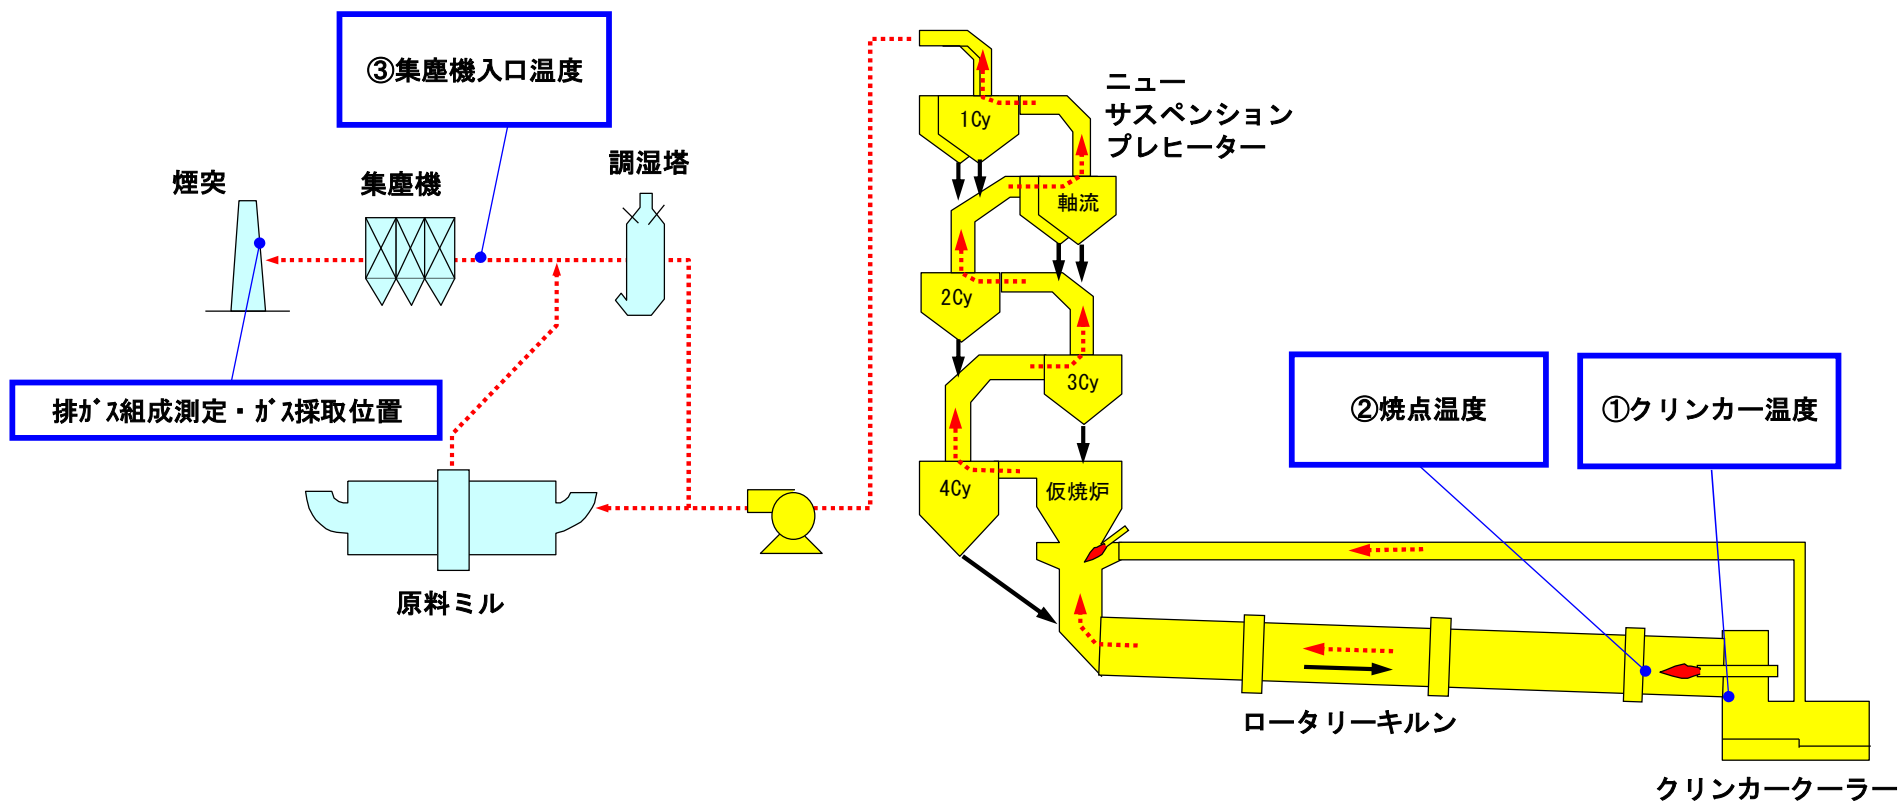 ③集塵機入口温度
ニュー
サスペンション
プレヒーター
1Cy
調湿塔
煙突
集塵機
軸流
2Cy
3Cy
排ｶﾞｽ組成測定・ｶﾞｽ採取位置
②焼点温度
①クリンカー温度
4Cy
仮焼炉
原料ミル
ロータリーキルン
クリンカークーラー